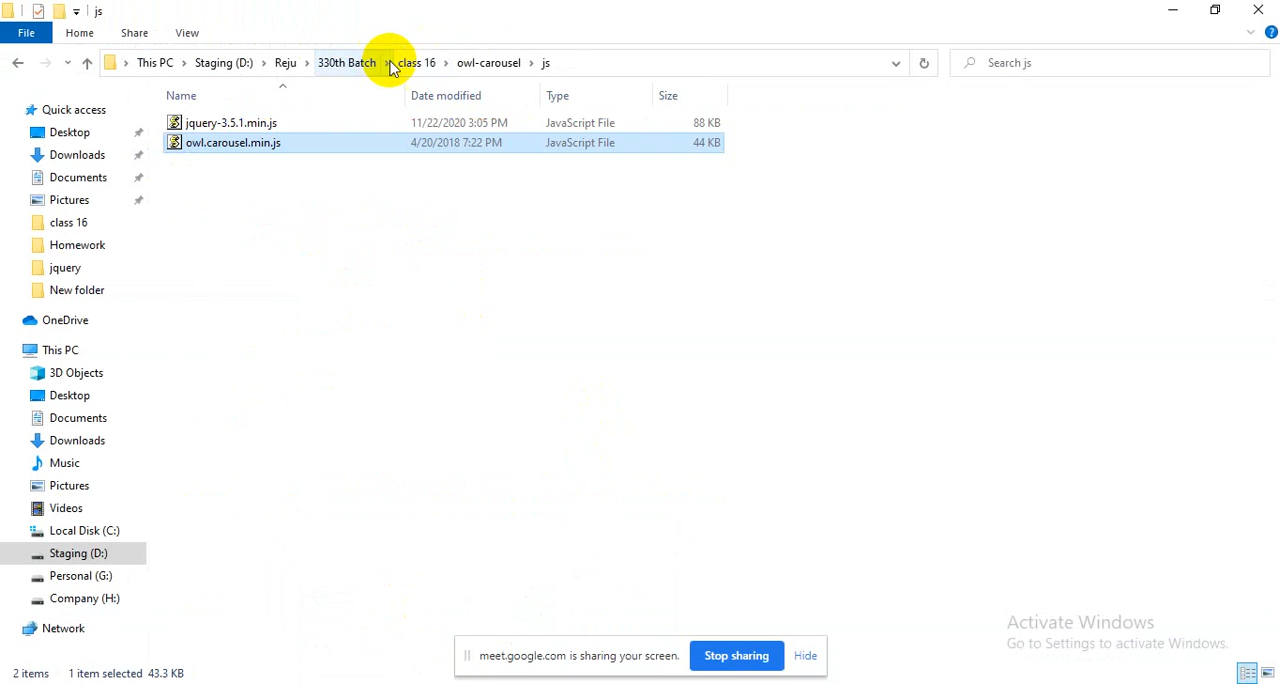 js
File Home Share View
This PC Staging (D:) Reju 330th Batch class 16 owl-carousel js Search js
Name Date modified Type Size
jquery-3.5.1.min.js 11/22/2020 3:05 PM JavaScript File 88 KB
owl.carousel.min.js 4/20/2018 7:22 PM JavaScript File 44 KB
Quick access
Desktop
Downloads
Documents
Pictures
class 16
Homework
jquery
New folder
OneDrive
This PC
3D Objects
Desktop
Documents
Downloads
Music
Pictures
Videos
Local Disk (C:)
Staging (D:)
Personal (G:)
Company (H:)
Network
Activate Windows
Go to Settings to activate Windows.
meet.google.com is sharing your screen. Stop sharing Hide
2 items 1 item selected 43.3 KB